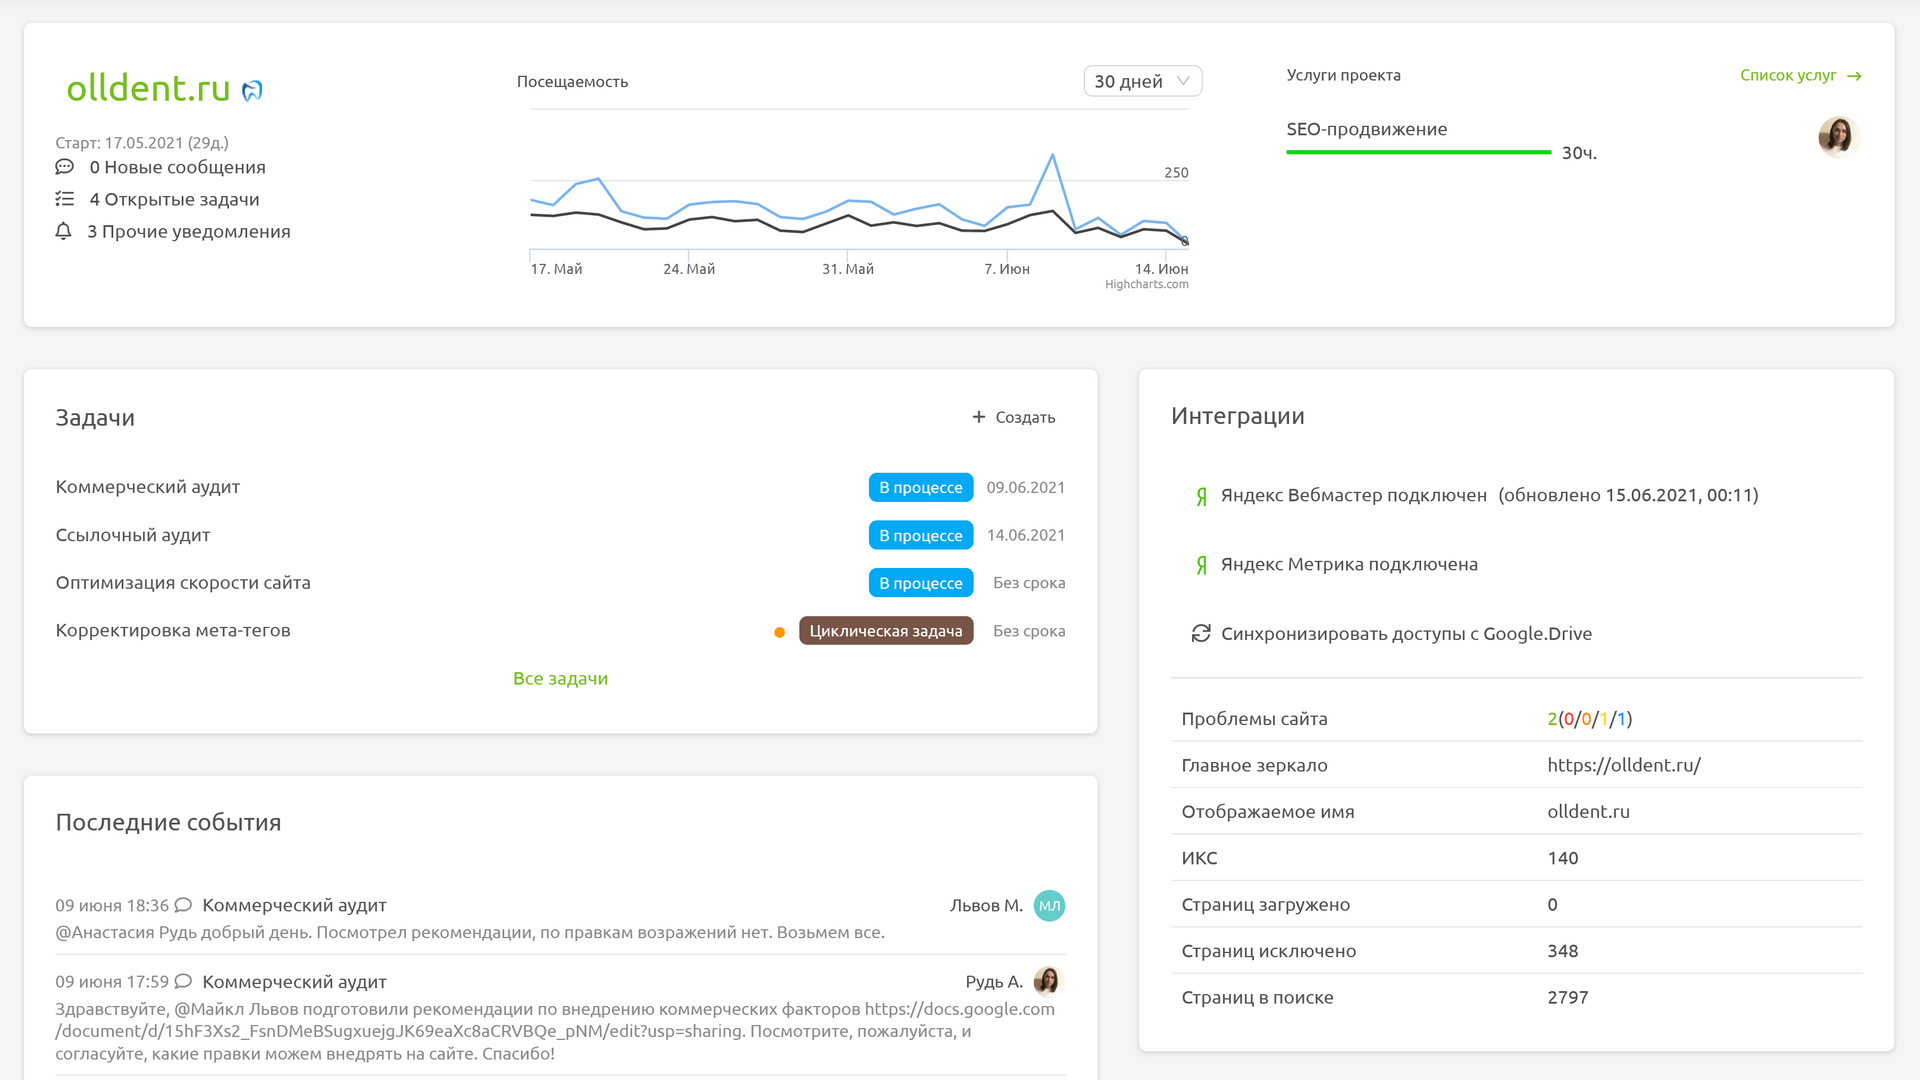 olldent.ru
Старт: 17.05.2021 (29д.)
0 Новые сообщения
4 Открытые задачи
3 Прочие уведомления
Посещаемость
30 дней
250
0
17. Май
24. Май
31. Май
7. Июн
14. Июн
Highcharts.com
Услуги проекта
Список услуг →
SEO-продвижение
30ч.
Задачи
+ Создать
Коммерческий аудит В процессе 09.06.2021
Ссылочный аудит В процессе 14.06.2021
Оптимизация скорости сайта В процессе Без срока
Корректировка мета-тегов Циклическая задача Без срока
Все задачи
Последние события
09 июня 18:36 Коммерческий аудит Львов М. МЛ
@Анастасия Рудь добрый день. Посмотрел рекомендации, по правкам возражений нет. Возьмем все.
09 июня 17:59 Коммерческий аудит Рудь А.
Здравствуйте, @Майкл Львов подготовили рекомендации по внедрению коммерческих факторов https://docs.google.com
/document/d/15hF3Xs2_FsnDMeBSugxuejgJK69eaXc8aCRVBQe_pNM/edit?usp=sharing. Посмотрите, пожалуйста, и
согласуйте, какие правки можем внедрять на сайте. Спасибо!
Интеграции
Я Яндекс Вебмастер подключен (обновлено 15.06.2021, 00:11)
Я Яндекс Метрика подключена
Синхронизировать доступы с Google.Drive
Проблемы сайта 2(0/0/1/1)
Главное зеркало https://olldent.ru/
Отображаемое имя olldent.ru
ИКС 140
Страниц загружено 0
Страниц исключено 348
Страниц в поиске 2797